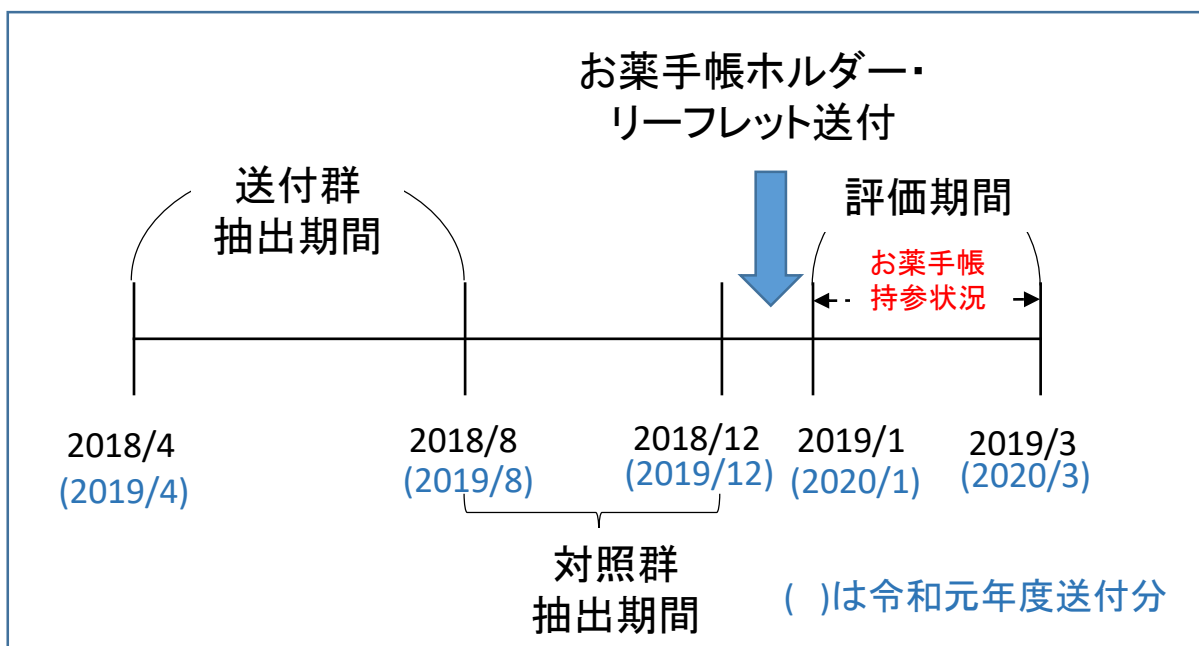 お薬手帳ホルダー・
リーフレット送付
送付群
抽出期間
評価期間
お薬手帳
持参状況
2018/4
(2019/4)
2018/8
(2019/8)
2018/12
(2019/12)
2019/1
(2020/1)
2019/3
(2020/3)
対照群
抽出期間
( )は令和元年度送付分